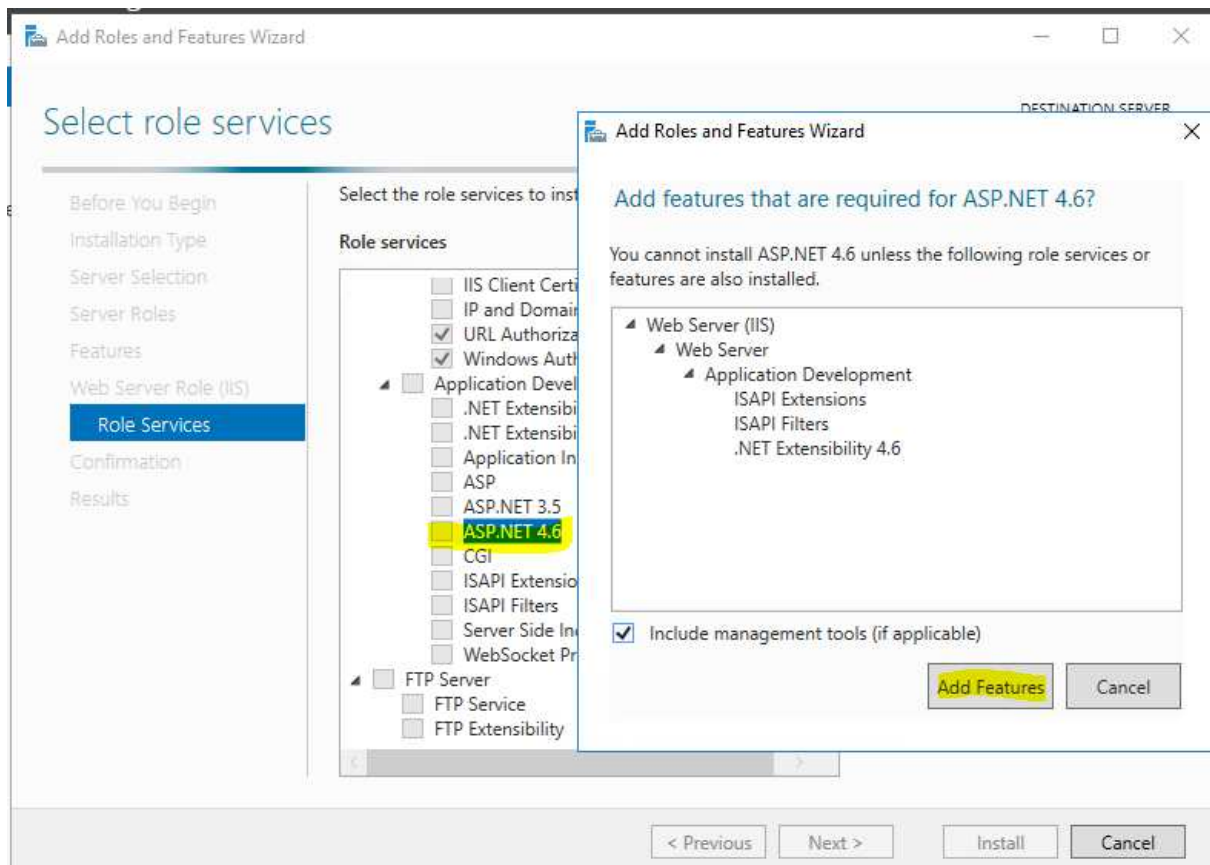 Add Roles and Features Wizard
Select role services
DESTINATION SERVER
Before You Begin
Installation Type
Server Selection
Server Roles
Features
Web Server Role (IIS)
Role Services
Confirmation
Results
Select the role services to inst
Role services
IIS Client Certi
IP and Domain
URL Authoriza
Windows Auth
Application Devel
.NET Extensibi
.NET Extensibi
Application In
ASP
ASP.NET 3.5
ASP.NET 4.6
CGI
ISAPI Extensio
ISAPI Filters
Server Side In
WebSocket Pr
FTP Server
FTP Service
FTP Extensibility
Add Roles and Features Wizard
Add features that are required for ASP.NET 4.6?
You cannot install ASP.NET 4.6 unless the following role services or
features are also installed.
Web Server (IIS)
Web Server
Application Development
ISAPI Extensions
ISAPI Filters
.NET Extensibility 4.6
Include management tools (if applicable)
Add Features
Cancel
< Previous
Next >
Install
Cancel